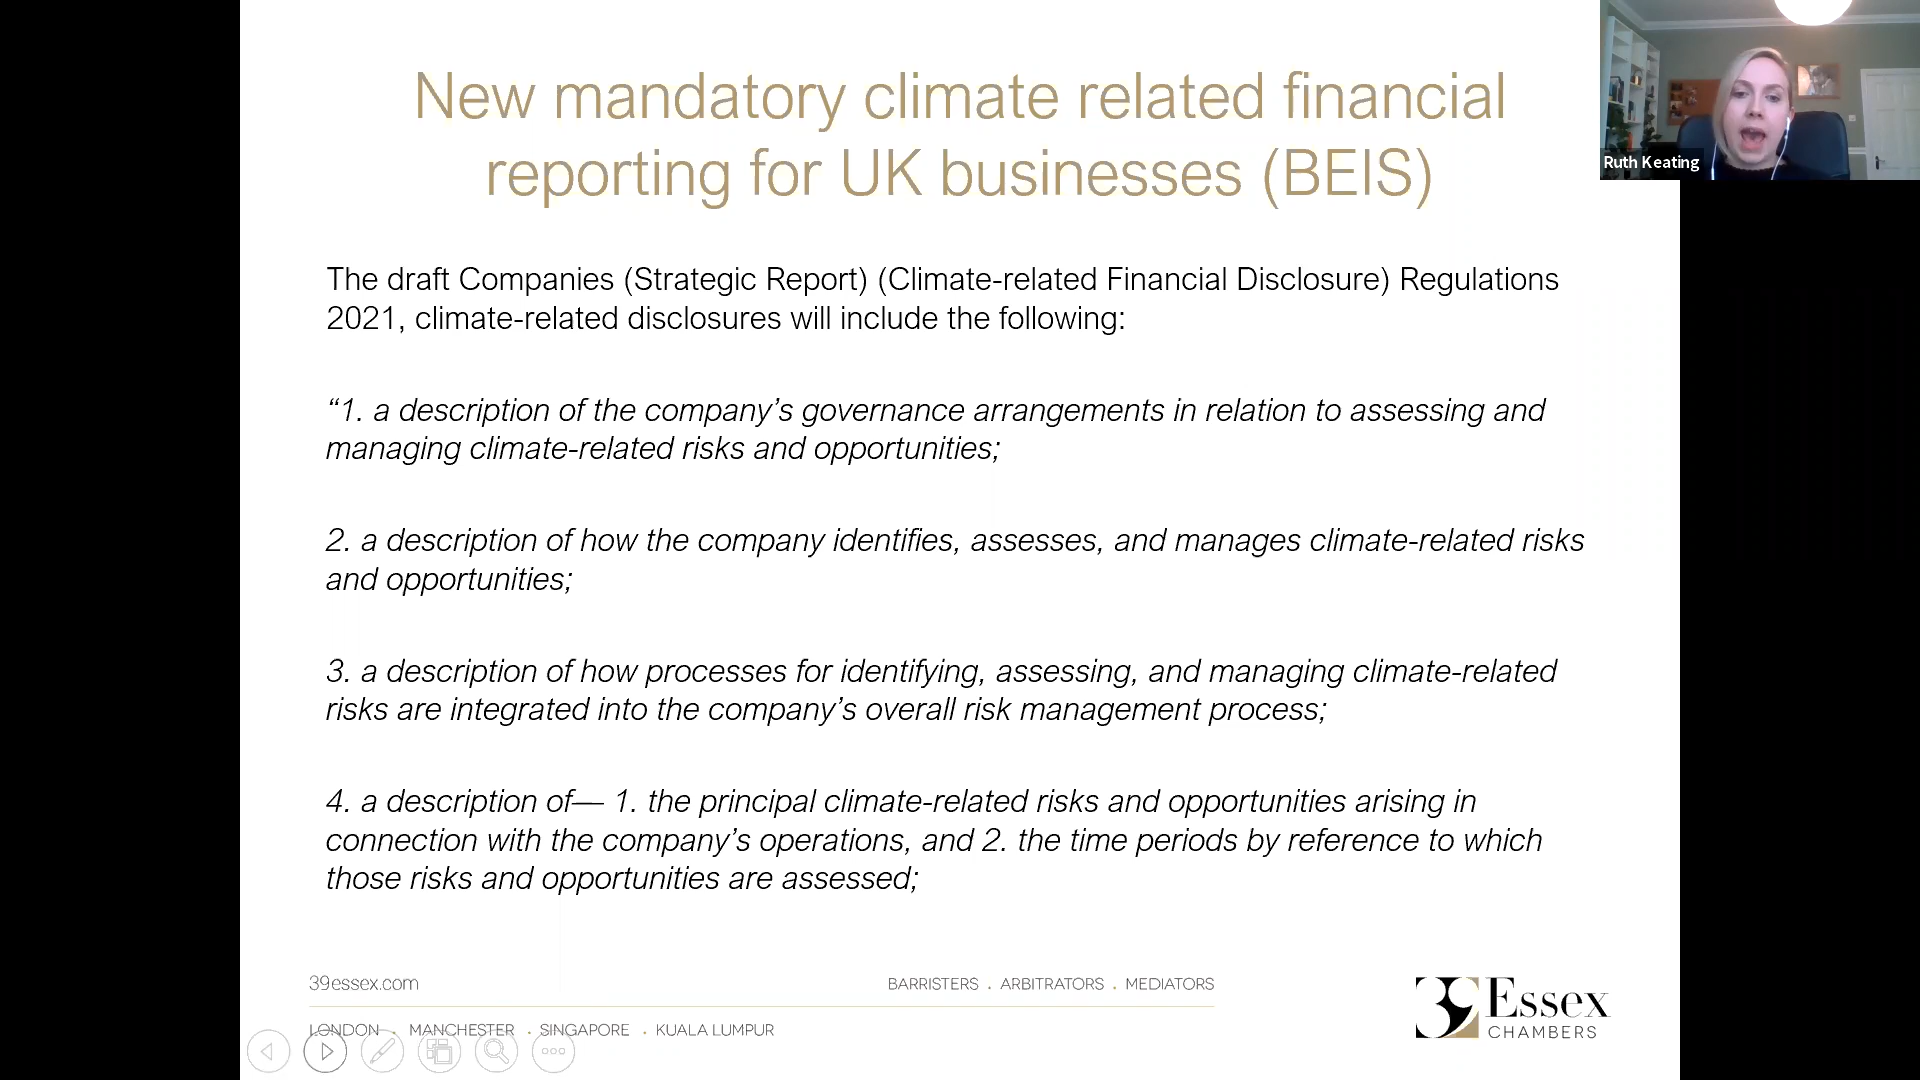 New mandatory climate related financial
reporting for UK businesses (BEIS)
Ruth Keating
The draft Companies (Strategic Report) (Climate-related Financial Disclosure) Regulations
2021, climate-related disclosures will include the following:
“1. a description of the company’s governance arrangements in relation to assessing and
managing climate-related risks and opportunities;
2. a description of how the company identifies, assesses, and manages climate-related risks
and opportunities;
3. a description of how processes for identifying, assessing, and managing climate-related
risks are integrated into the company’s overall risk management process;
4. a description of— 1. the principal climate-related risks and opportunities arising in
connection with the company’s operations, and 2. the time periods by reference to which
those risks and opportunities are assessed;
39essex.com
BARRISTERS . ARBITRATORS . MEDIATORS
LONDON . MANCHESTER . SINGAPORE . KUALA LUMPUR
39 Essex
CHAMBERS